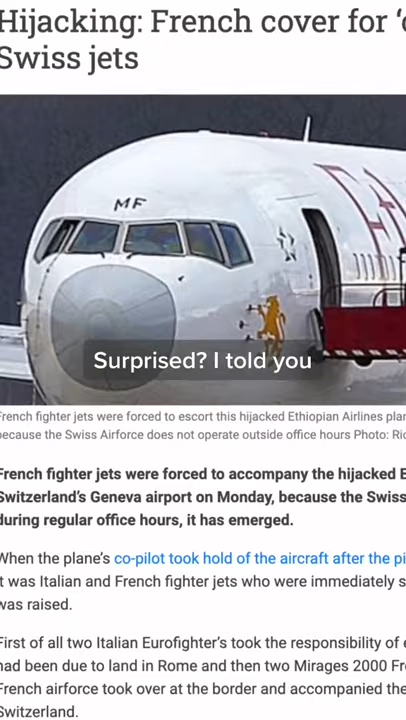 Hijacking: French cover for ‘
Swiss jets
MF
Surprised? I told you
French fighter jets were forced to escort this hijacked Ethiopian Airlines plan
because the Swiss Airforce does not operate outside office hours Photo: Ric
French fighter jets were forced to accompany the hijacked E
Switzerland's Geneva airport on Monday, because the Swiss
during regular office hours, it has emerged.
When the plane's co-pilot took hold of the aircraft after the pi
it was Italian and French fighter jets who were immediately s
was raised.
First of all two Italian Eurofighter's took the responsibility of e
had been due to land in Rome and then two Mirages 2000 Fr
French airforce took over at the border and accompanied the
Switzerland.